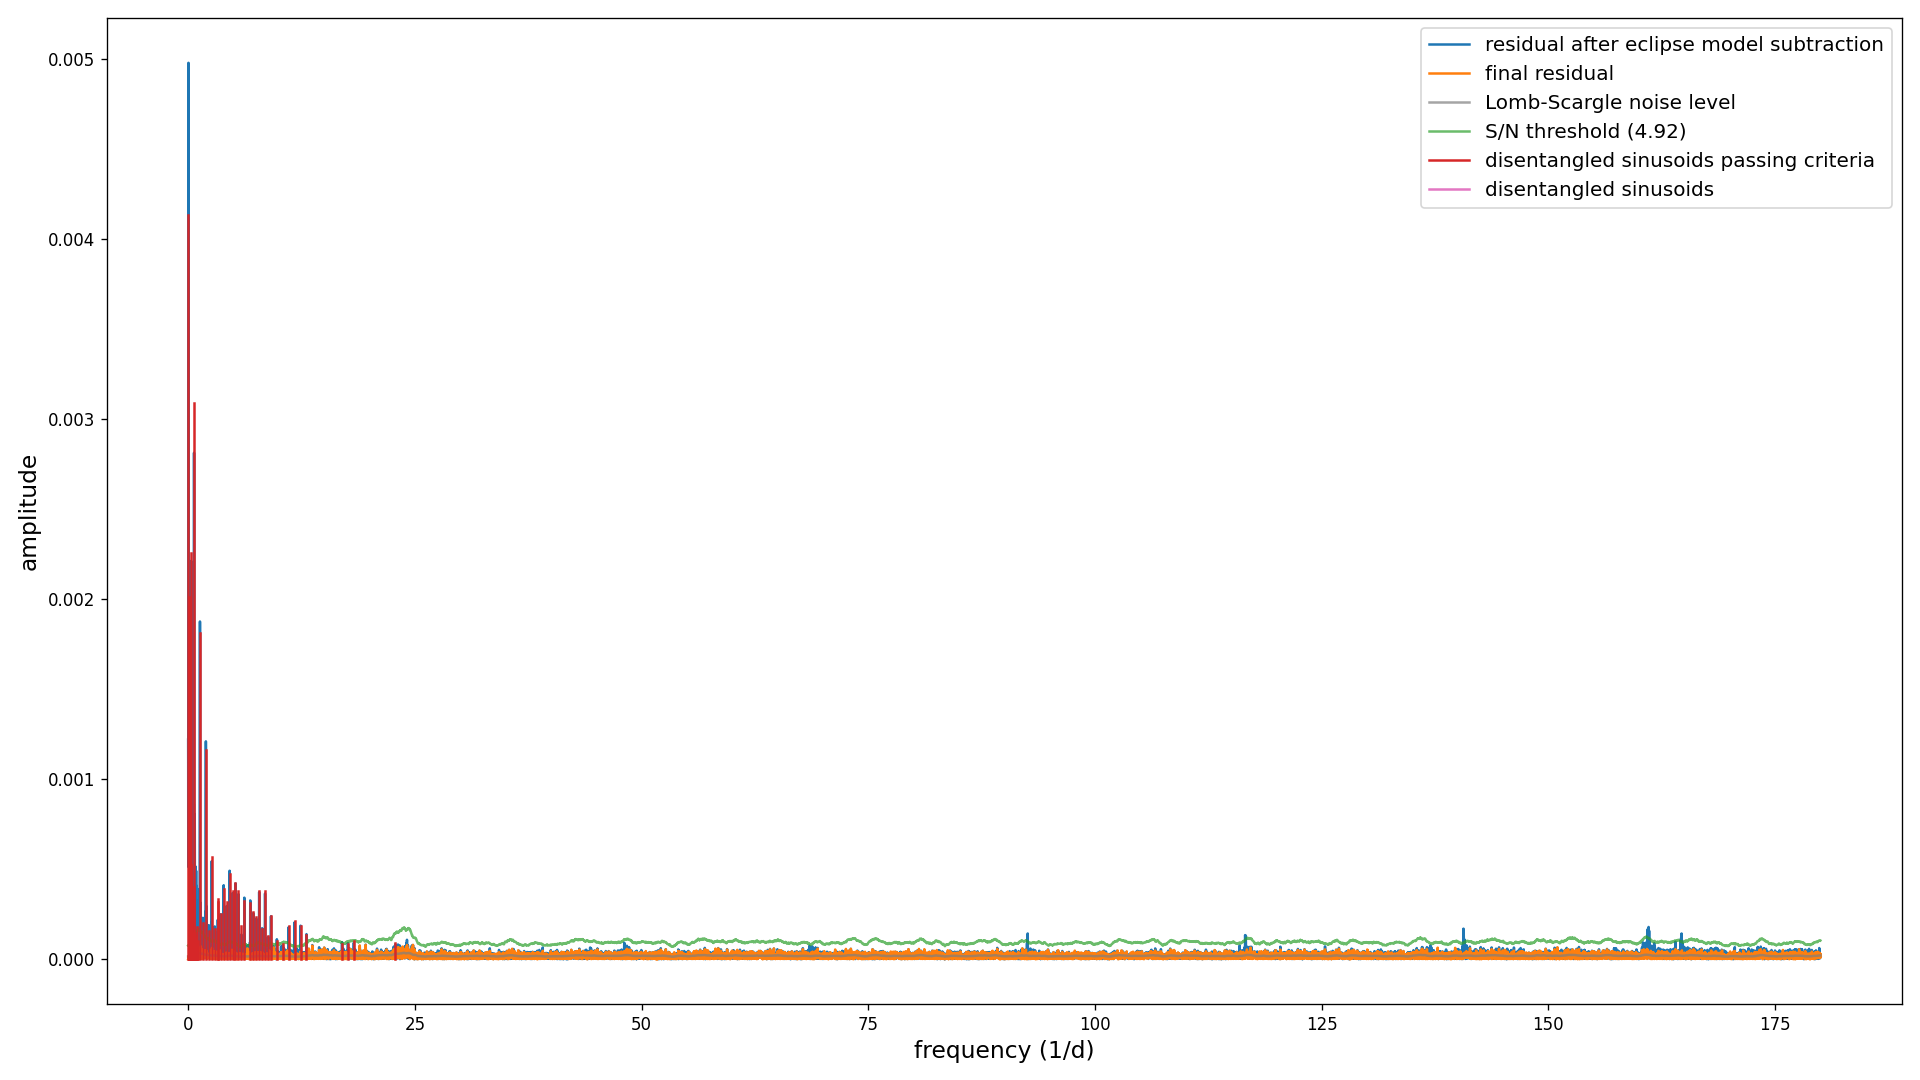 residual after eclipse model subtraction
final residual
Lomb-Scargle noise level
S/N threshold (4.92)
disentangled sinusoids passing criteria
disentangled sinusoids
amplitude
0.005
0.004
0.003
0.002
0.001
0.000
0 25 50 75 100 125 150 175
frequency (1/d)